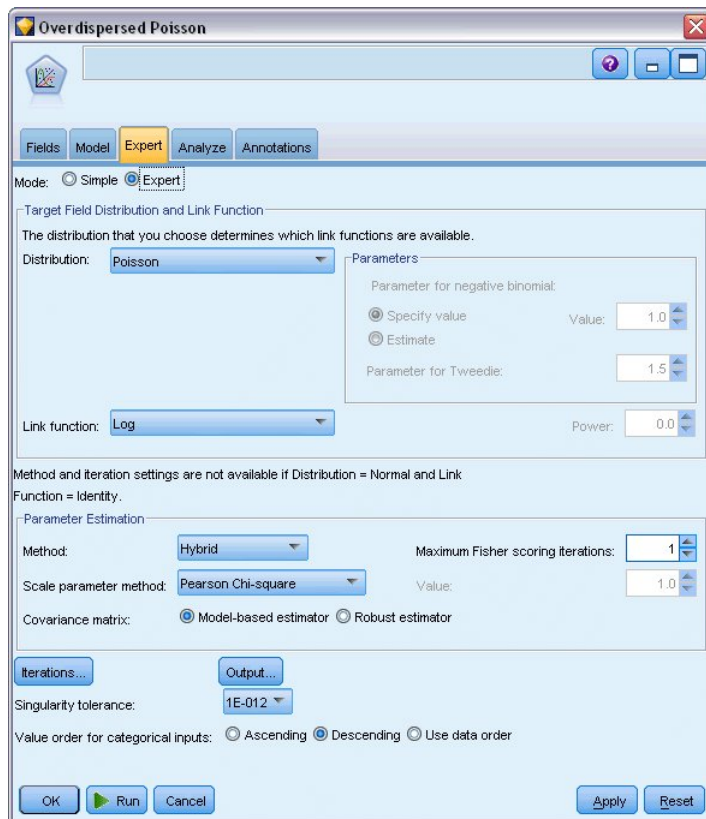 Overdispersed Poisson
Fields Model Expert Analyze Annotations
Mode: Simple Expert
Target Field Distribution and Link Function
The distribution that you choose determines which link functions are available.
Distribution: Poisson
Parameters
Parameter for negative binomial:
Specify value Value: 1.0
Estimate
Parameter for Tweedie: 1.5
Link function: Log Power: 0.0
Method and iteration settings are not available if Distribution = Normal and Link
Function = Identity.
Parameter Estimation
Method: Hybrid Maximum Fisher scoring iterations: 1
Scale parameter method: Pearson Chi-square Value: 1.0
Covariance matrix: Model-based estimator Robust estimator
Iterations... Output...
Singularity tolerance: 1E-012
Value order for categorical inputs: Ascending Descending Use data order
OK Run Cancel Apply Reset